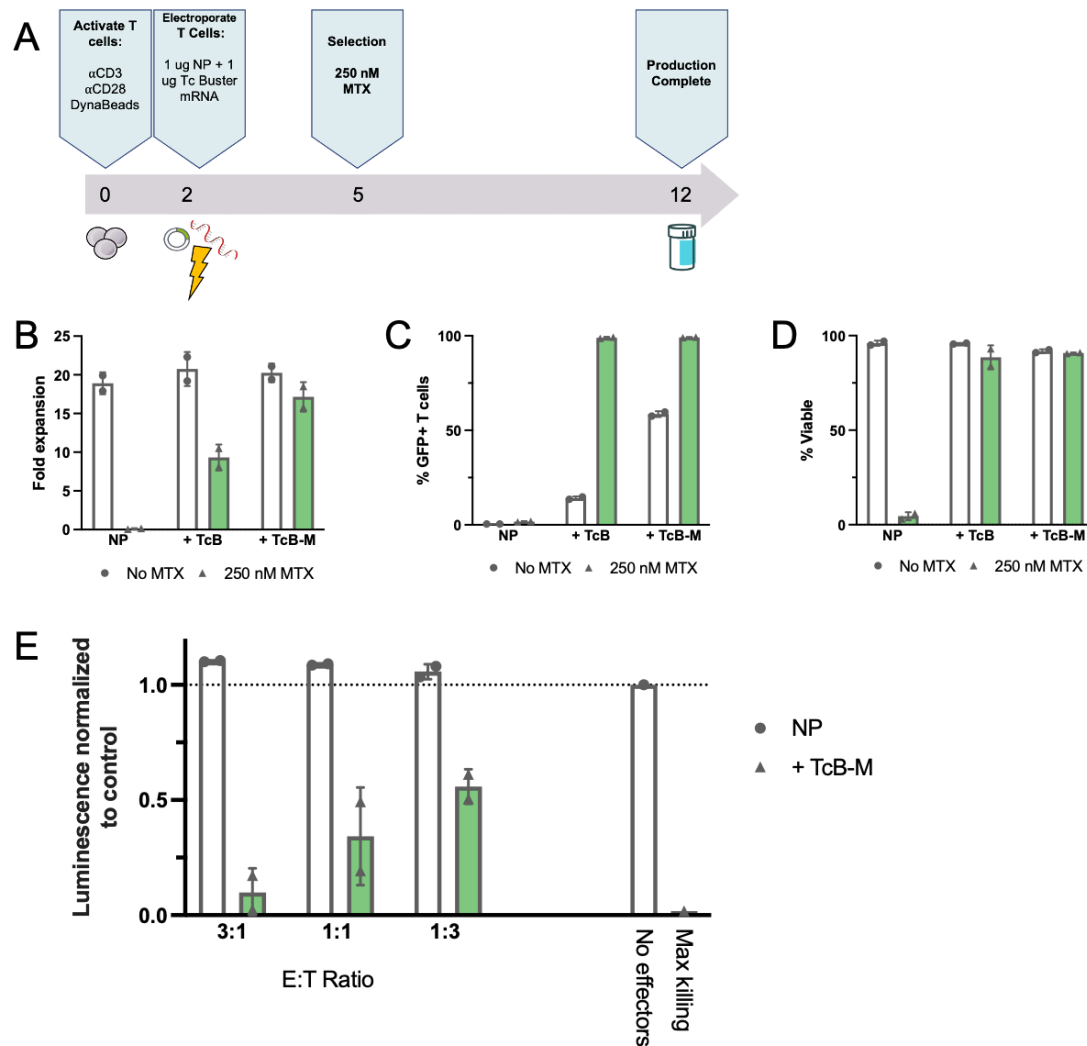 A
Activate T
cells:
αCD3
αCD28
DynaBeads
Electroporate
T Cells:
1 ug NP + 1
ug Tc Buster
mRNA
Selection
250 nM
MTX
Production
Complete
0
2
5
12
B
Fold expansion
25
20
15
10
5
0
NP
+ TcB
+ TcB-M
No MTX
250 nM MTX
C
% GFP+ T cells
100
50
0
NP
+ TcB
+ TcB-M
No MTX
250 nM MTX
D
% Viable
100
50
0
NP
+ TcB
+ TcB-M
No MTX
250 nM MTX
E
Luminescence normalized
to control
1.0
0.5
0.0
3:1
1:1
1:3
No effectors
Max killing
E:T Ratio
NP
+ TcB-M